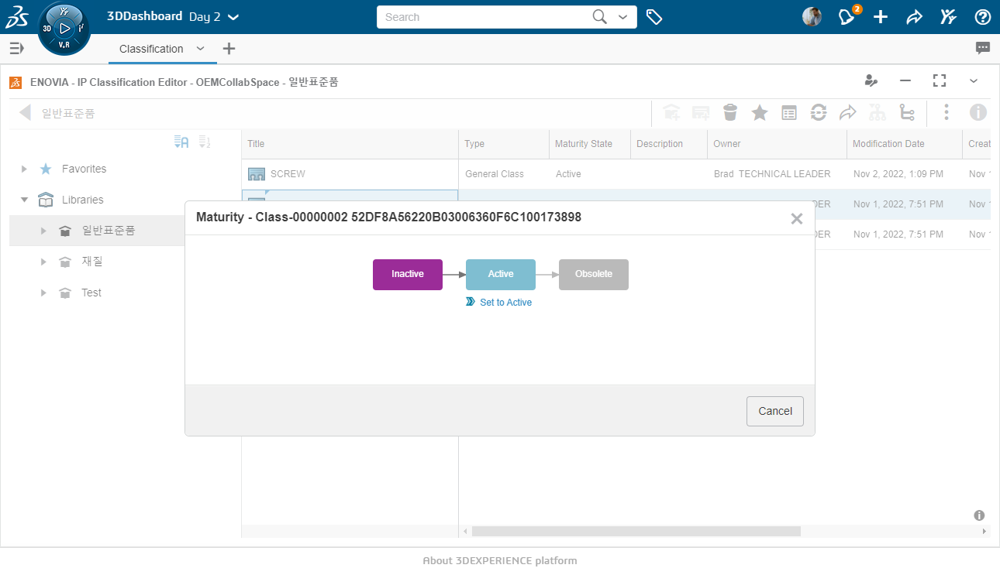 3DDashboard Day 2
Search
2
3D
V.R
Classification
ENOVIA - IP Classification Editor - OEMCollabSpace - 일반표준품
일반표준품
Title Type Maturity State Description Owner Modification Date Creat
Favorites
SCREW General Class Active Brad TECHNICAL LEADER Nov 2, 2022, 1:09 PM Nov 1
Libraries
DER Nov 1, 2022, 7:51 PM Nov 1
Maturity - Class-00000002 52DF8A56220B03006360F6C100173898
일반표준품
DER Nov 1, 2022, 7:51 PM Nov 1
재질
Test
Inactive Active Obsolete
Set to Active
Cancel
About 3DEXPERIENCE platform